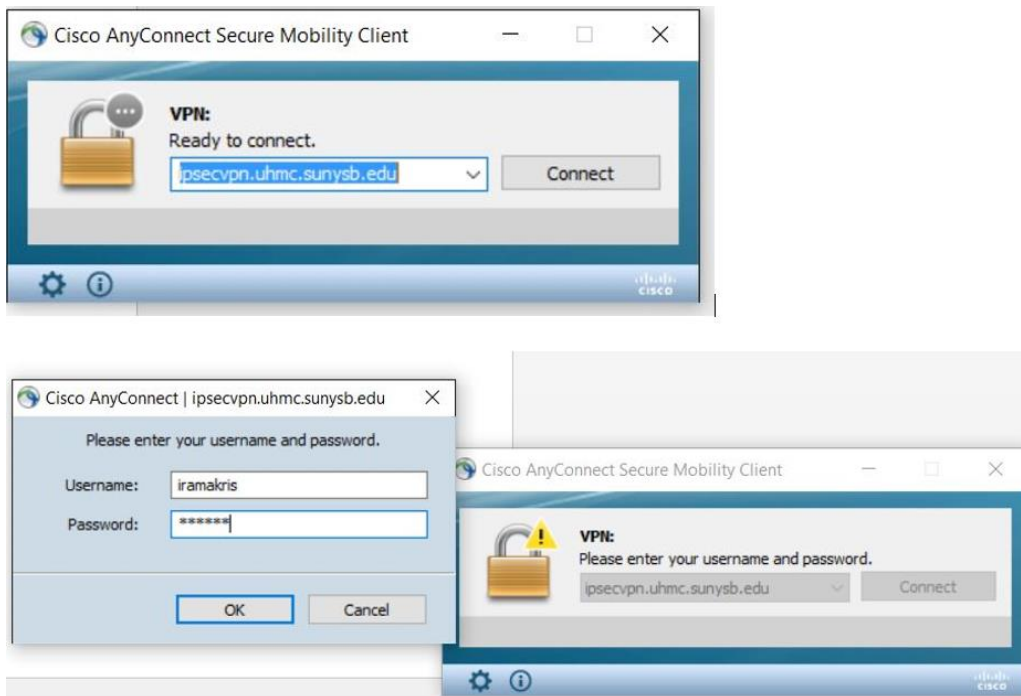 Cisco AnyConnect Secure Mobility Client
VPN:
Ready to connect.
ipsecvpn.uhmc.sunysb.edu
Connect
CISCO
Cisco AnyConnect | ipsecvpn.uhmc.sunysb.edu
Please enter your username and password.
Username: iramakris
Password: ******
OK Cancel
Cisco AnyConnect Secure Mobility Client
VPN:
Please enter your username and password.
ipsecvpn.uhmc.sunysb.edu
Connect
CISCO